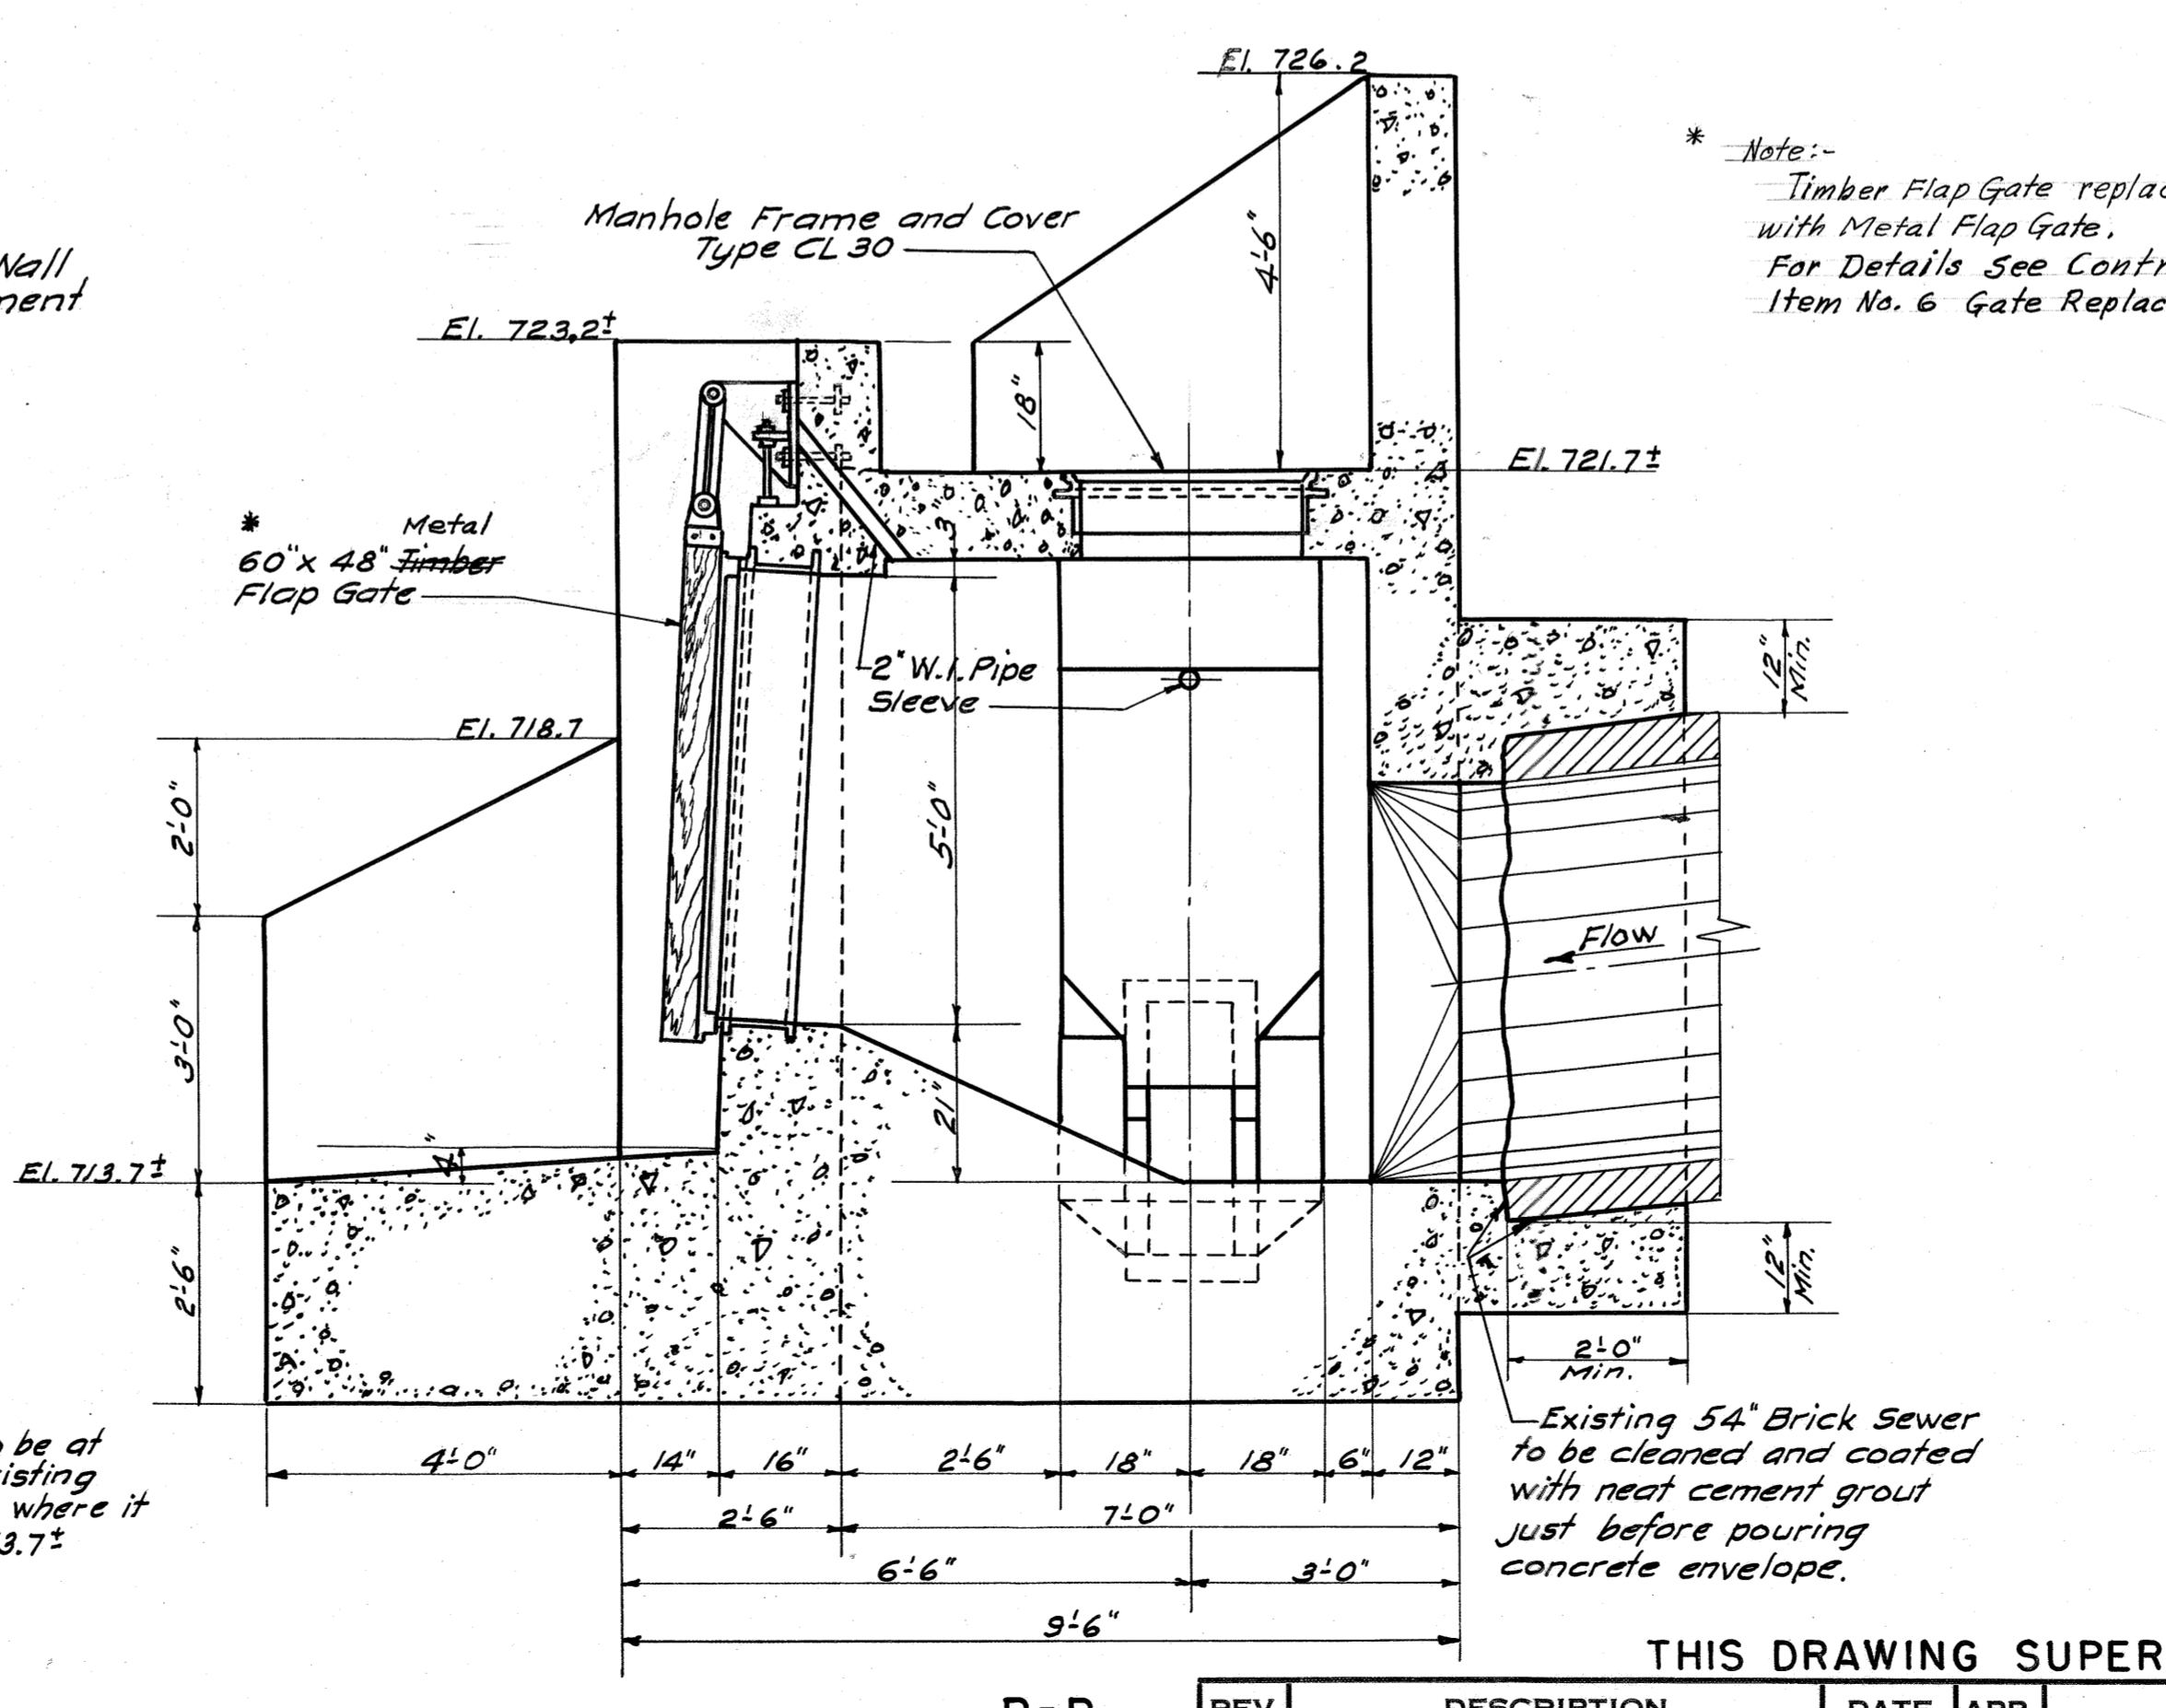 El. 726.2
* Note:-
Timber Flap Gate replac
with Metal Flap Gate.
For Details See Contr
Item No. 6 Gate Replac
Manhole Frame and Cover
Type CL 30
4'-6"
Wall
ment
El. 723.2±
18"
El. 721.7±
* Metal
60" x 48" Timber
Flap Gate
3
12"
Min.
2" W.I. Pipe
Sleeve
El. 718.7
2'-0"
5'-0"
Flow
3'-0"
21"
4"
El. 713.7±
2'-6"
12"
Min.
2'-0"
Min.
Existing 54" Brick Sewer
to be cleaned and coated
with neat cement grout
just before pouring
concrete envelope.
be at
isting
where it
3.7±
4'-0" 14" 16" 2'-6" 18" 18" 6" 12"
2'-6" 7'-0"
6'-6" 3'-0"
9'-6"
THIS DRAWING SUPER
REV. DESCRIPTION DATE APP.